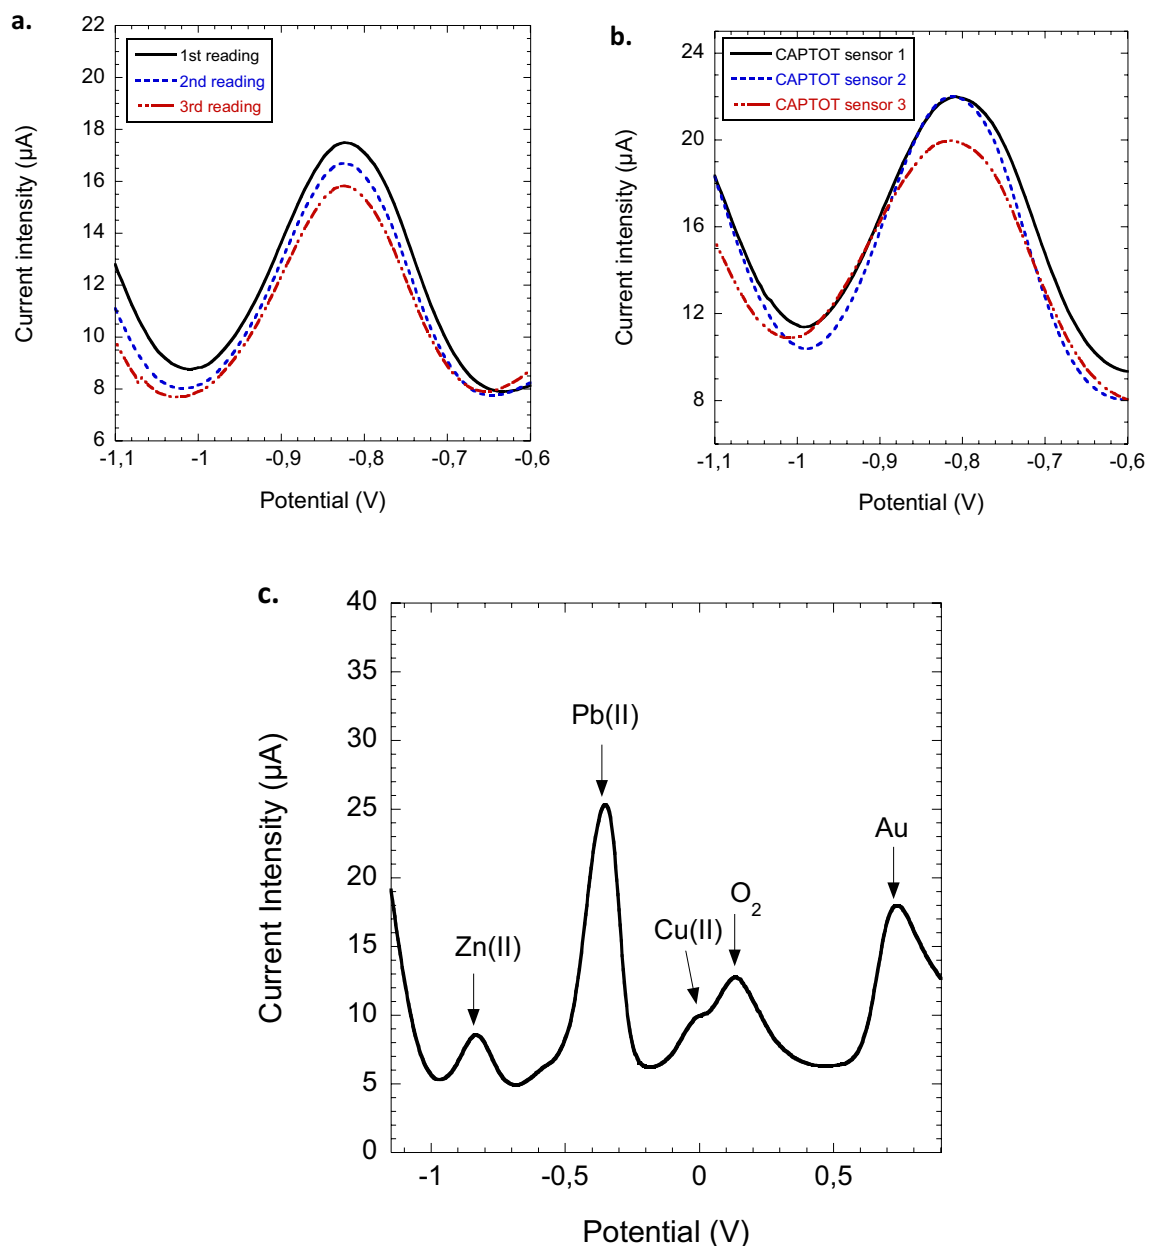 a.
22
20
18
16
14
12
10
8
6
1st reading
2nd reading
3rd reading
Current intensity (µA)
-1,1 -1 -0,9 -0,8 -0,7 -0,6
Potential (V)
b.
24
20
16
12
8
CAPTOT sensor 1
CAPTOT sensor 2
CAPTOT sensor 3
Current intensity (µA)
-1,1 -1 -0,9 -0,8 -0,7 -0,6
Potential (V)
c.
40
35
30
25
20
15
10
5
0
Current Intensity (µA)
Zn(II)
Pb(II)
Cu(II)
O2
Au
-1 -0,5 0 0,5
Potential (V)